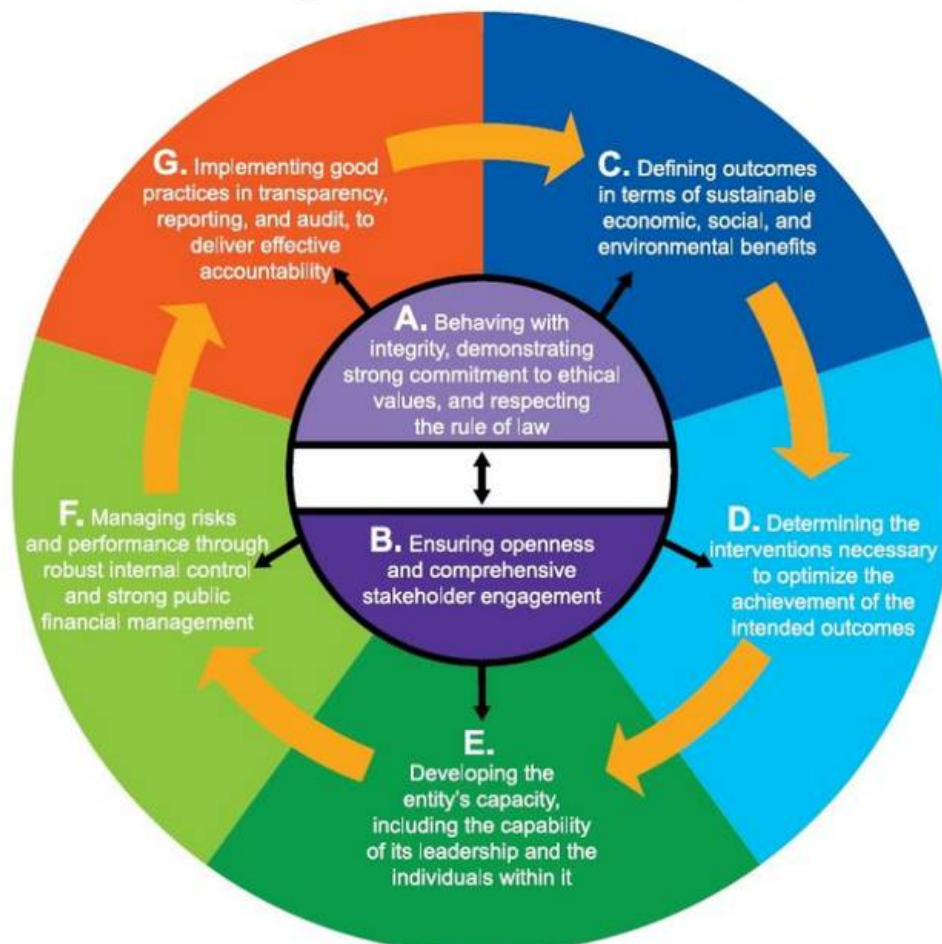 G. Implementing good
practices in transparency,
reporting, and audit, to
deliver effective
accountability
C. Defining outcomes
in terms of sustainable
economic, social, and
environmental benefits
A. Behaving with
integrity, demonstrating
strong commitment to ethical
values, and respecting
the rule of law
B. Ensuring openness
and comprehensive
stakeholder engagement
D. Determining the
interventions necessary
to optimize the
achievement of the
intended outcomes
E.
Developing the
entity's capacity,
including the capability
of its leadership and the
individuals within it
F. Managing risks
and performance through
robust internal control
and strong public
financial management